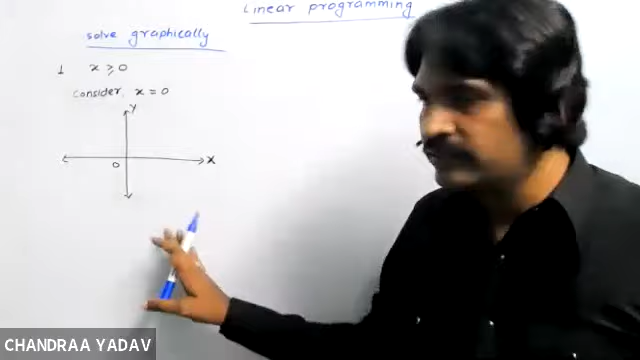 Linear programming
solve graphically
1 x ≥ 0
Consider, x = 0
Y
0
X
CHANDRAA YADAV